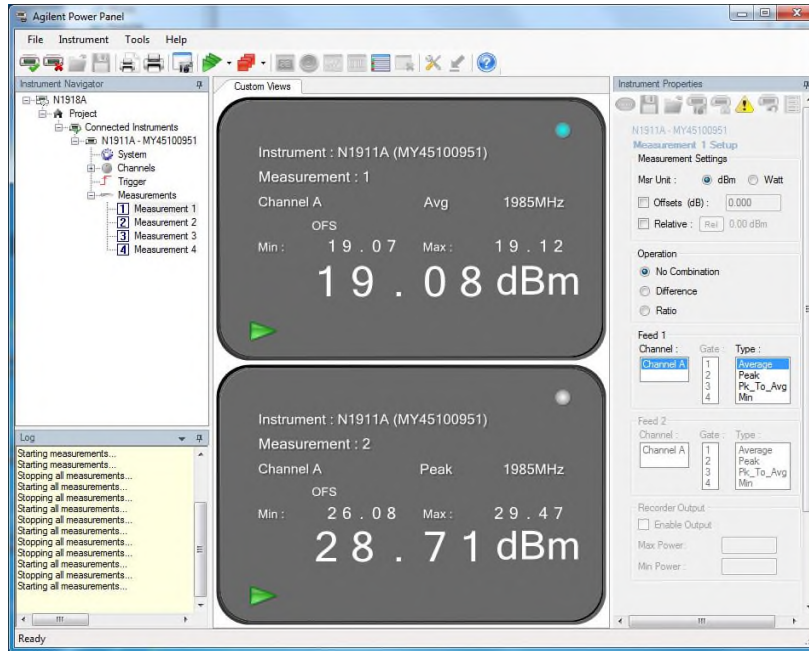 Agilent Power Panel
File Instrument Tools Help
Instrument Navigator
N1918A
Project
Connected Instruments
N1911A - MY45100951
System
Channels
Trigger
Measurements
1 Measurement 1
2 Measurement 2
3 Measurement 3
4 Measurement 4
Log
Starting measurements...
Starting measurements...
Stopping all measurements...
Starting all measurements...
Stopping all measurements...
Starting all measurements...
Stopping all measurements...
Starting all measurements...
Stopping all measurements...
Starting all measurements...
Starting all measurements...
Stopping all measurements...
Starting all measurements...
Custom Views
Instrument : N1911A (MY45100951)
Measurement : 1
Channel A Avg 1985MHz
OFS
Min : 19.07 Max : 19.12
19.08 dBm
Instrument : N1911A (MY45100951)
Measurement : 2
Channel A Peak 1985MHz
OFS
Min : 26.08 Max : 29.47
28.71 dBm
Instrument Properties
N1911A - MY45100951
Measurement 1 Setup
Measurement Settings
Msr Unit : dBm Watt
Offsets (dB) : 0.000
Relative : Rel 0.00 dBm
Operation
No Combination
Difference
Ratio
Feed 1
Channel : Gate : Type :
Channel A 1 Average
2 Peak
3 Pk_To_Avg
4 Min
Feed 2
Channel : Gate : Type :
Channel A 1 Average
2 Peak
3 Pk_To_Avg
4 Min
Recorder Output
Enable Output
Max Power:
Min Power :
Ready